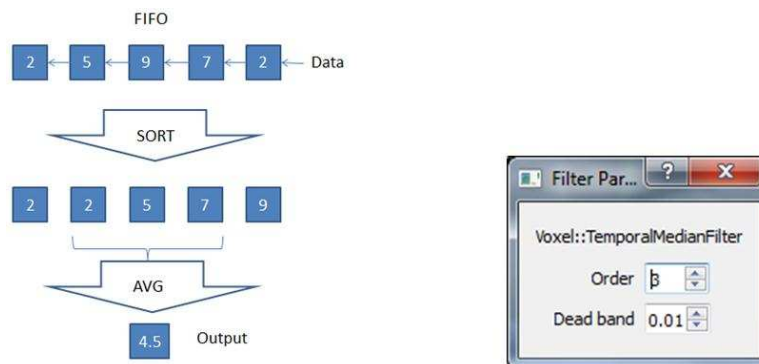 FIFO
2 5 9 7 2 Data
SORT
2 2 5 7 9
AVG
4.5 Output
Filter Par... ? X
Voxel::TemporalMedianFilter
Order 3
Dead band 0.01